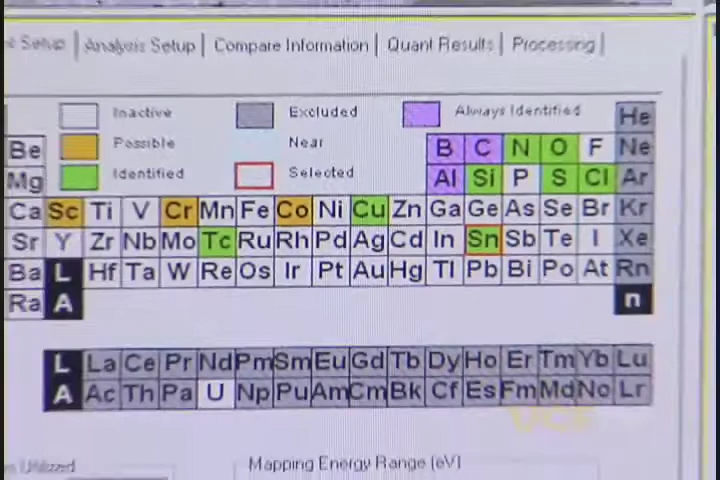 Setup | Analysis Setup | Compare Information | Quant Results | Processing |
Inactive Excluded Always Identified He
Be Possible Near B C N O F Ne
Mg Identified Selected Al Si P S Cl Ar
Ca Sc Ti V Cr Mn Fe Co Ni Cu Zn Ga Ge As Se Br Kr
Sr Y Zr Nb Mo Tc Ru Rh Pd Ag Cd In Sn Sb Te I Xe
Ba L Hf Ta W Re Os Ir Pt Au Hg Tl Pb Bi Po At Rn
Ra A n
L La Ce Pr Nd Pm Sm Eu Gd Tb Dy Ho Er Tm Yb Lu
A Ac Th Pa U Np Pu Am Cm Bk Cf Es Fm Md No Lr
UCF
Utilized Mapping Energy Range (eV)